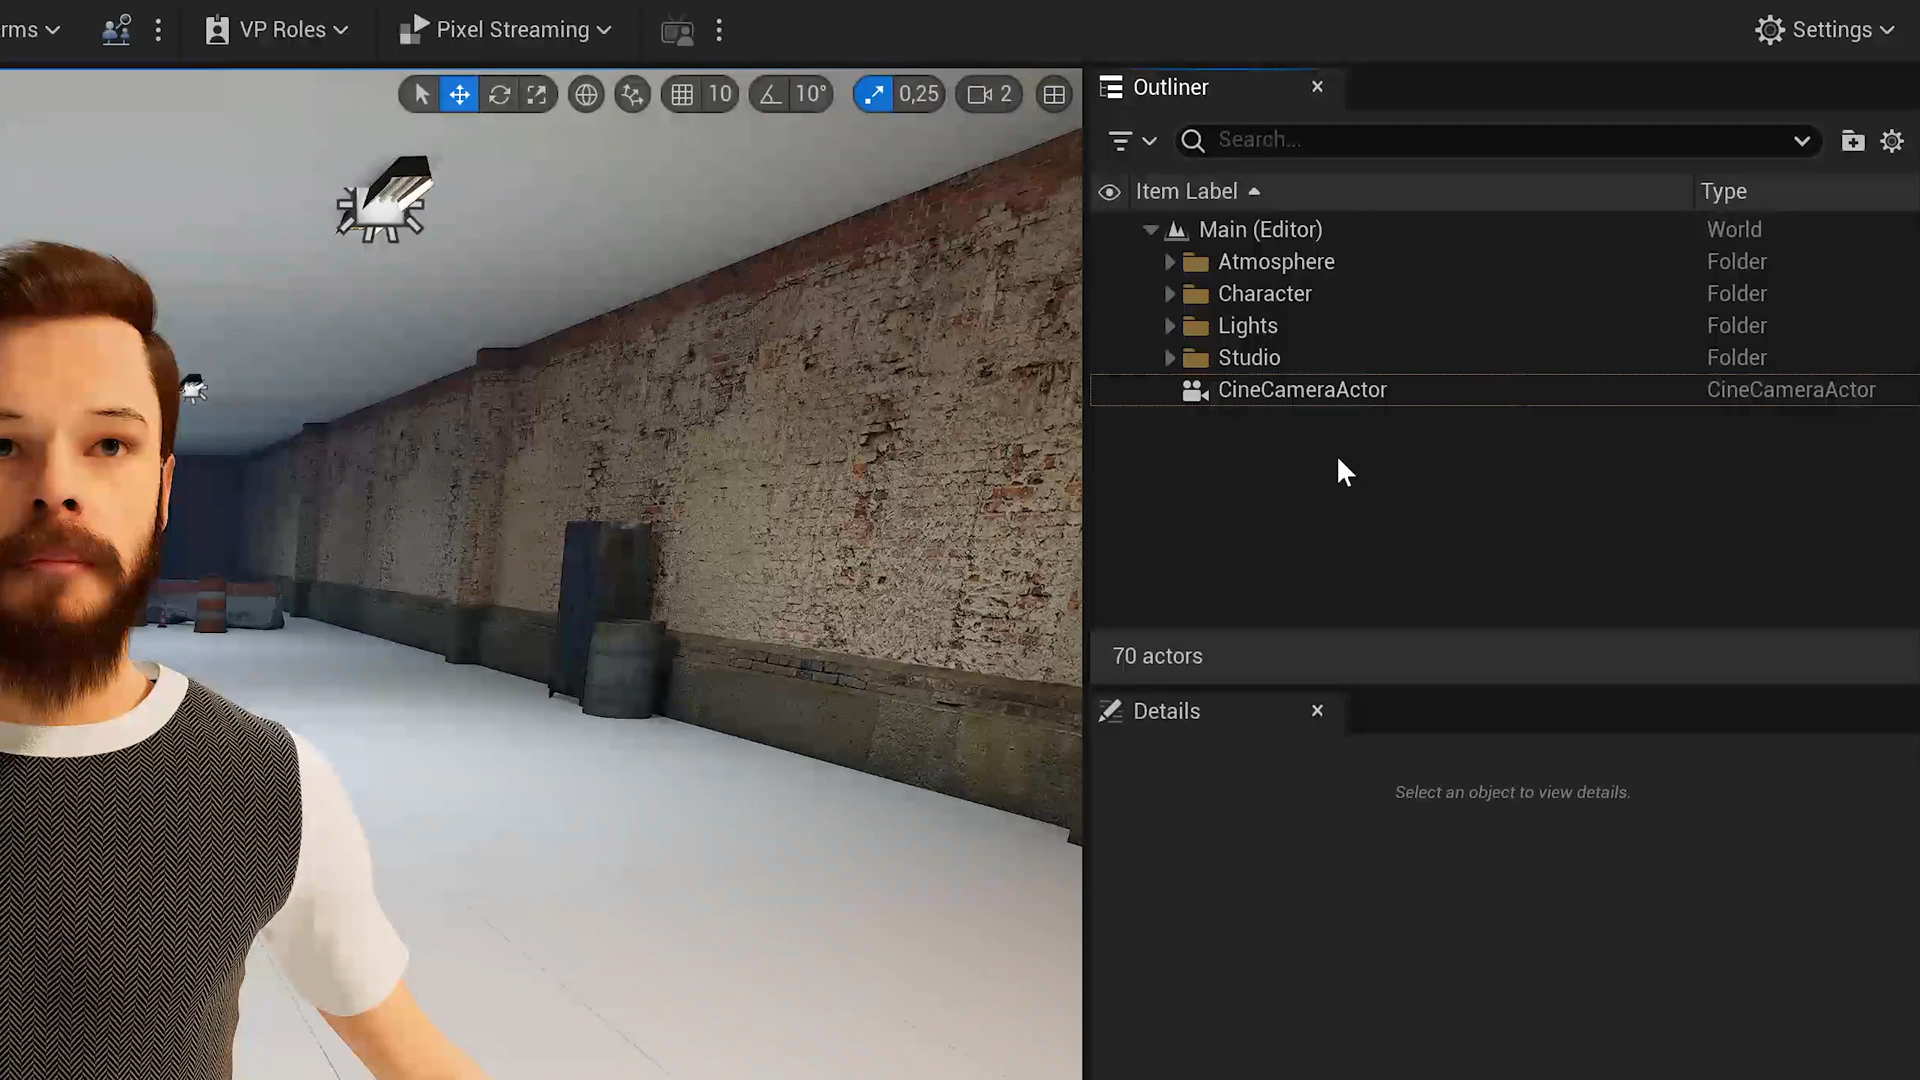 rms
VP Roles
Pixel Streaming
Settings
10
10°
0,25
2
Outliner
Search...
Item Label
Type
Main (Editor)
World
Atmosphere
Folder
Character
Folder
Lights
Folder
Studio
Folder
CineCameraActor
CineCameraActor
70 actors
Details
Select an object to view details.